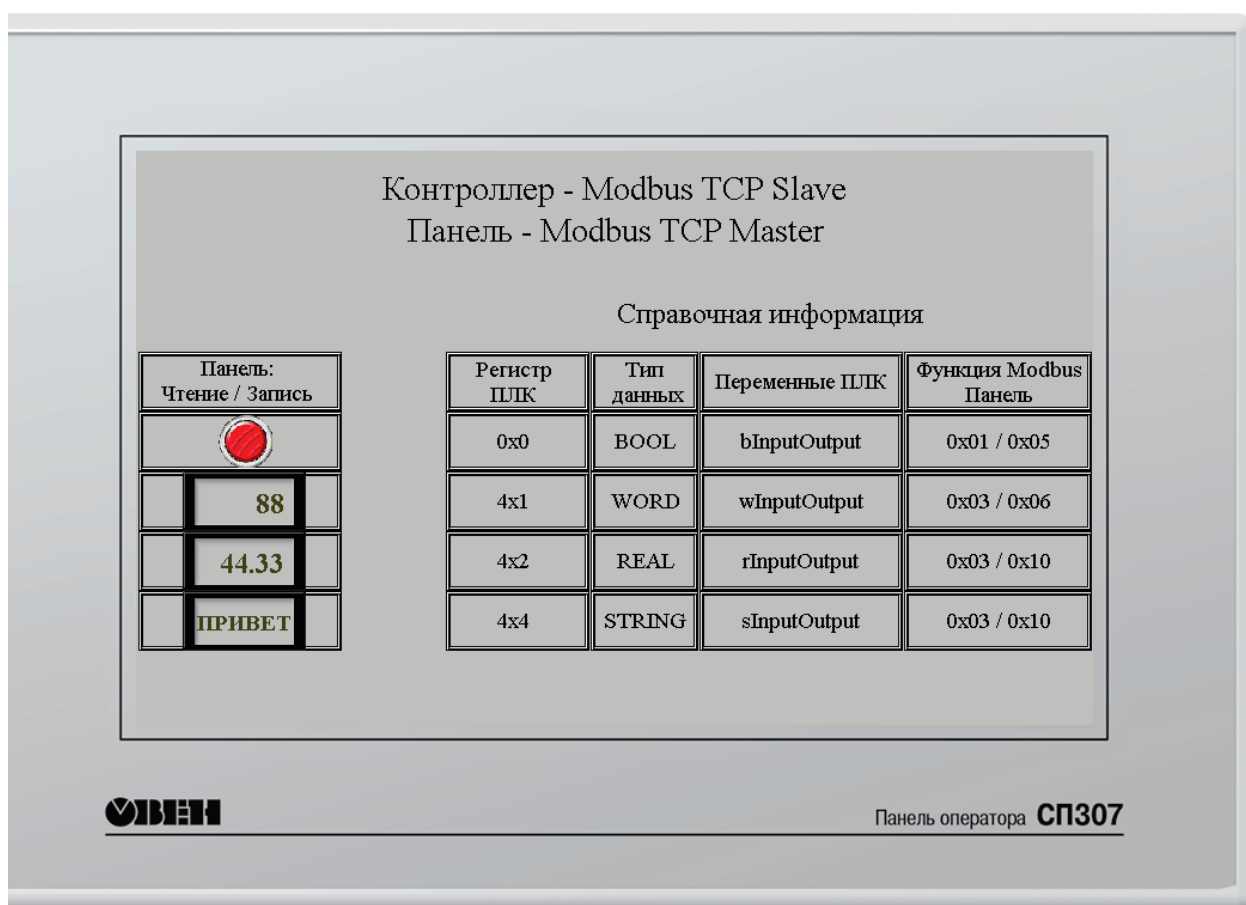 Контроллер - Modbus TCP Slave
Панель - Modbus TCP Master
Справочная информация
Панель:
Чтение / Запись
Регистр
ПЛК
Тип
данных
Переменные ПЛК
Функция Modbus
Панель
0x0
BOOL
bInputOutput
0x01 / 0x05
88
4x1
WORD
wInputOutput
0x03 / 0x06
44.33
4x2
REAL
rInputOutput
0x03 / 0x10
ПРИВЕТ
4x4
STRING
sInputOutput
0x03 / 0x10
ОВЕН
Панель оператора СП307